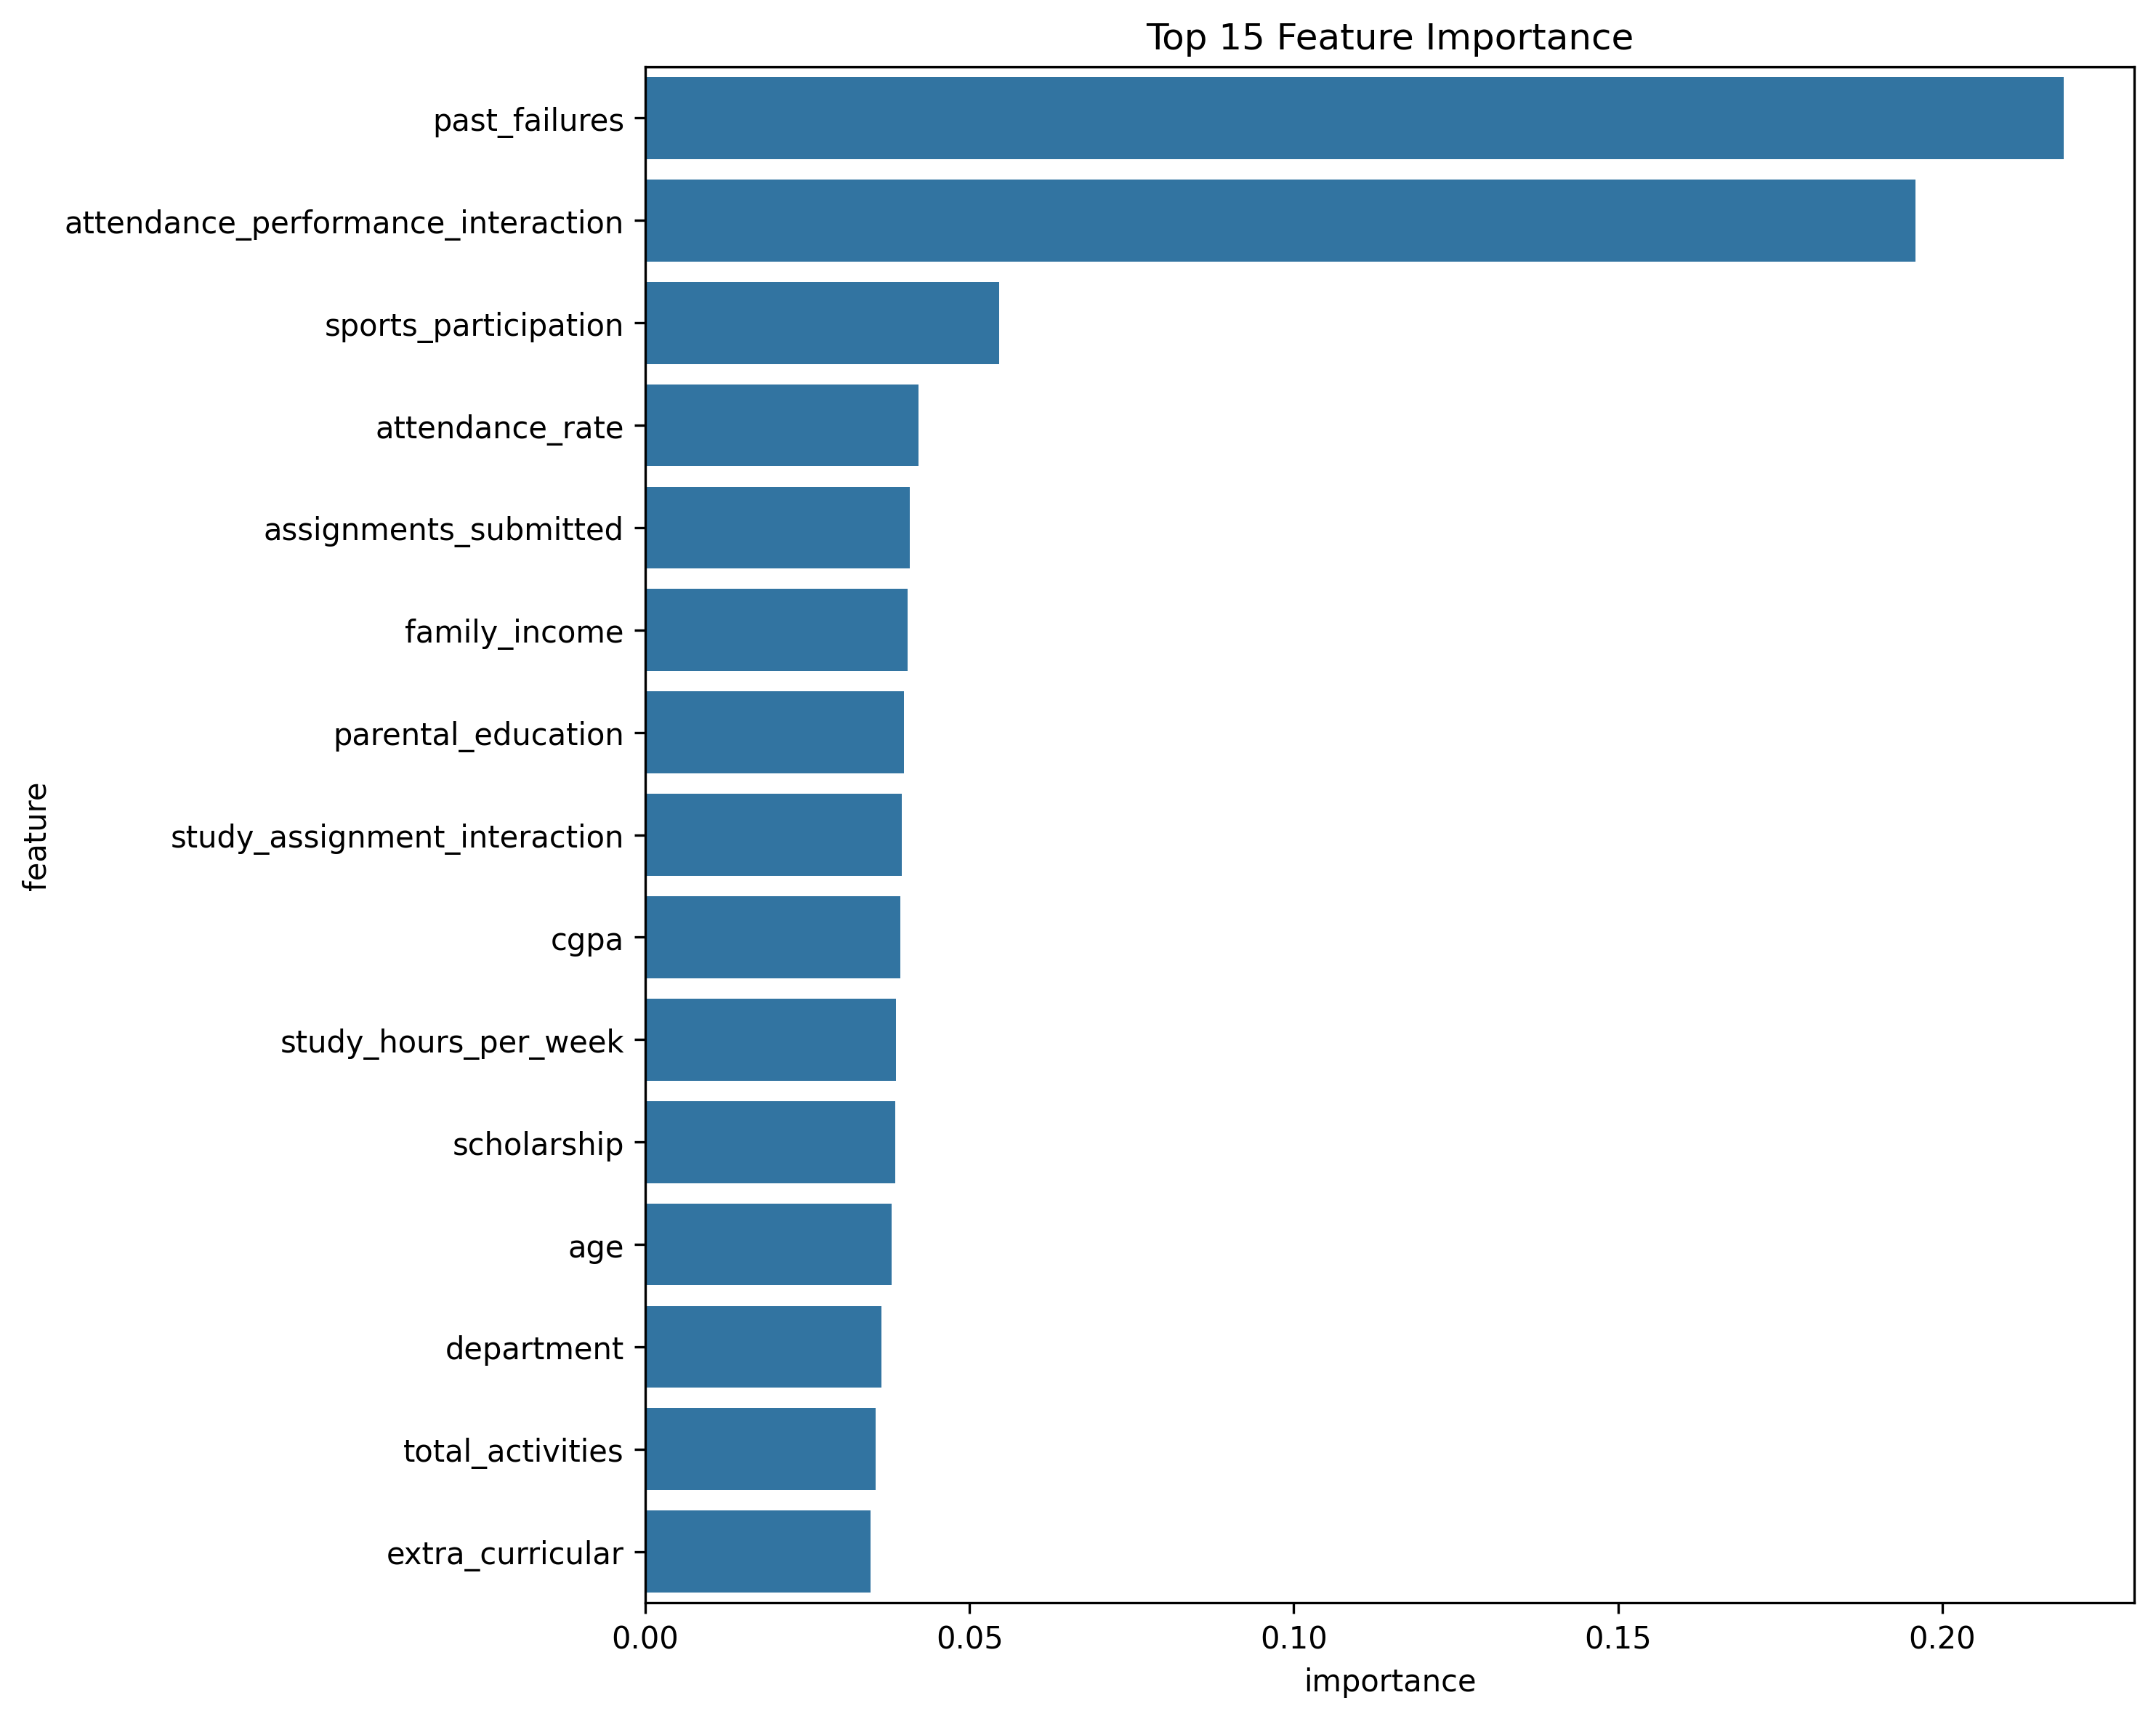 Top 15 Feature Importance
past_failures
attendance_performance_interaction
sports_participation
attendance_rate
assignments_submitted
family_income
parental_education
study_assignment_interaction
cgpa
study_hours_per_week
scholarship
age
department
total_activities
extra_curricular
feature
0.00 0.05 0.10 0.15 0.20
importance